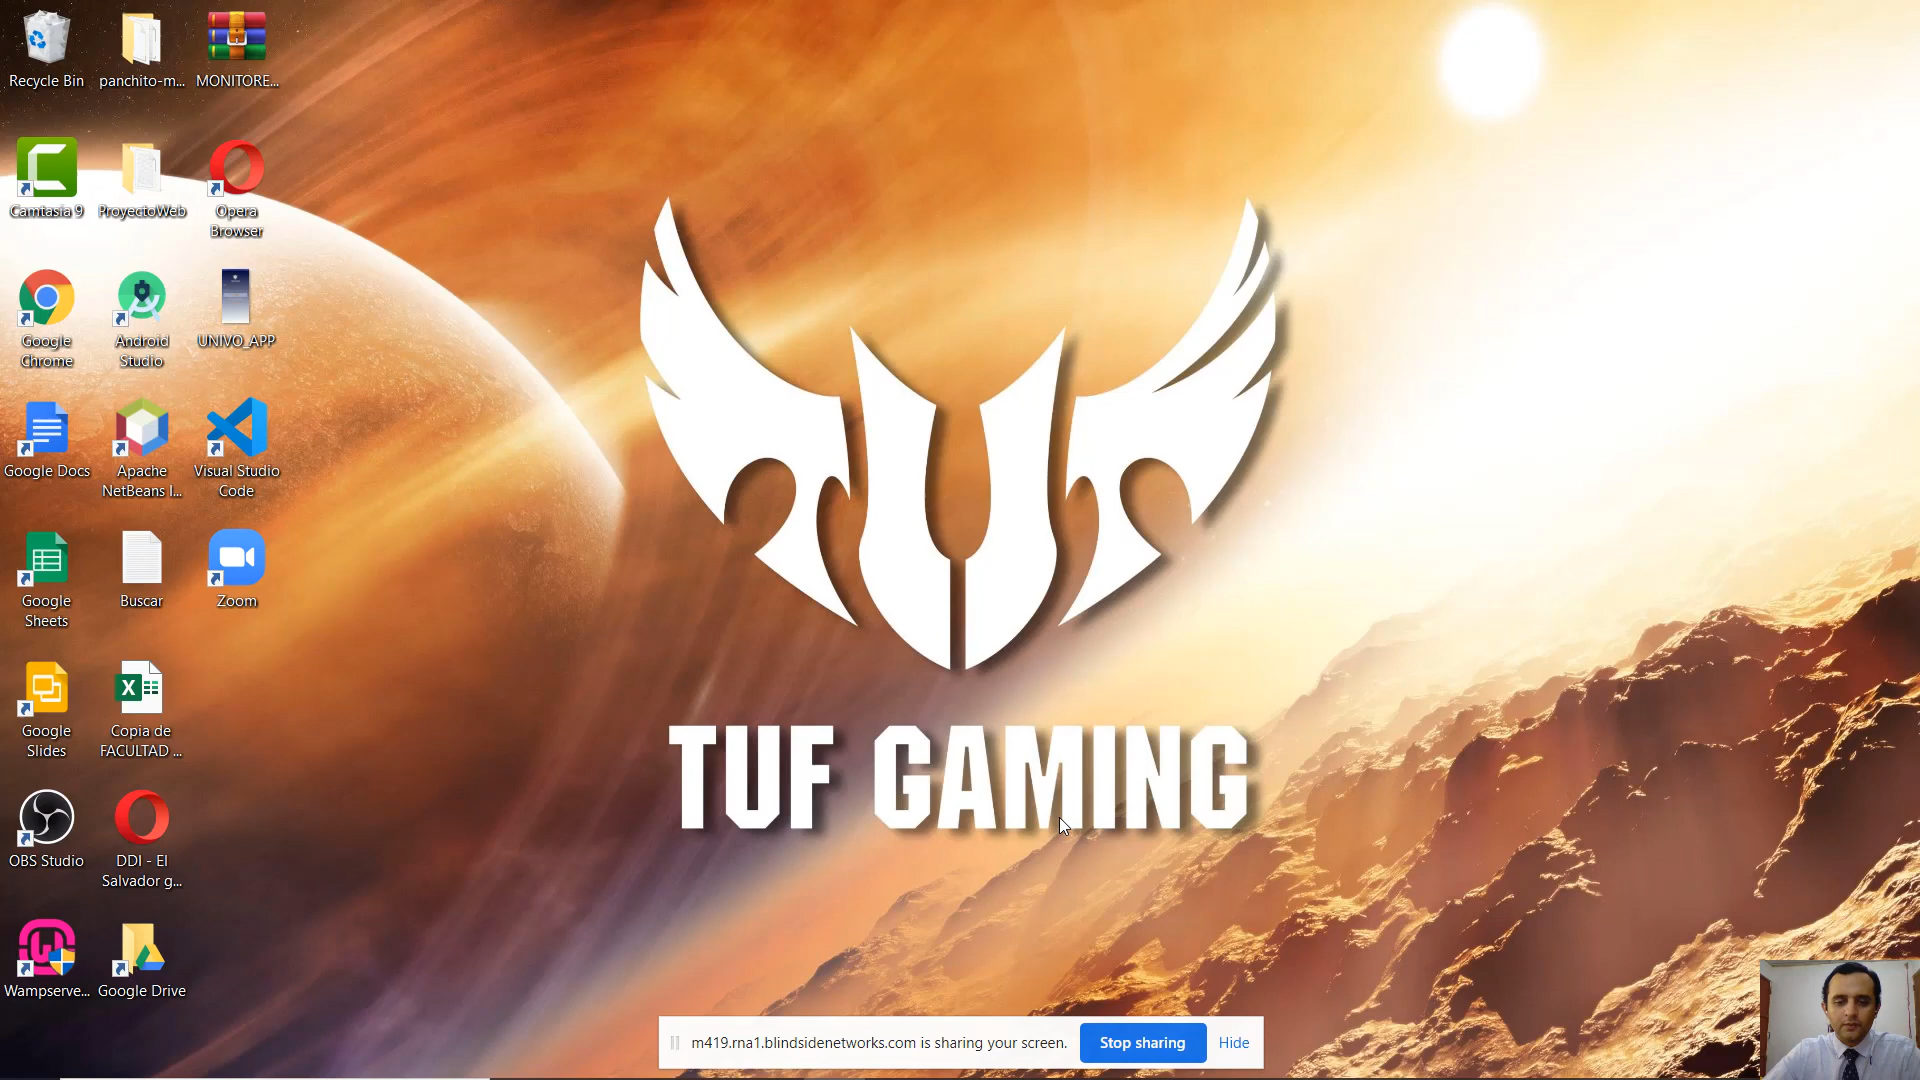 Recycle Bin
panchito-m...
MONITORE...
Camtasia 9
ProyectoWeb
Opera
Browser
Google
Chrome
Android
Studio
UNIVO_APP
Google Docs
Apache
NetBeans I...
Visual Studio
Code
Google
Sheets
Buscar
Zoom
Google
Slides
Copia de
FACULTAD ...
OBS Studio
DDI - El
Salvador g...
Wampserve...
Google Drive
TUF GAMING
m419.rna1.blindsidenetworks.com is sharing your screen.
Stop sharing
Hide